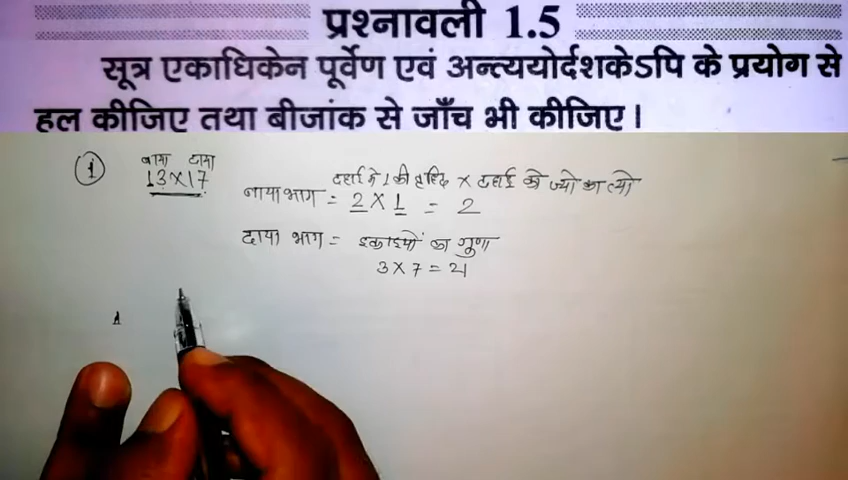 प्रश्नावली 1.5
सूत्र एकाधिकेन पूर्वेण एवं अन्त्ययोर्दशकेऽपि के प्रयोग से
हल कीजिए तथा बीजांक से जाँच भी कीजिए।
① बाया दाया
13×17
दहाई में 1 की वृद्धि × दहाई को ज्यो का त्यो
बाया भाग = 2 × 1 = 2
दाया भाग = इकाइयों का गुणा
3 × 7 = 21
1